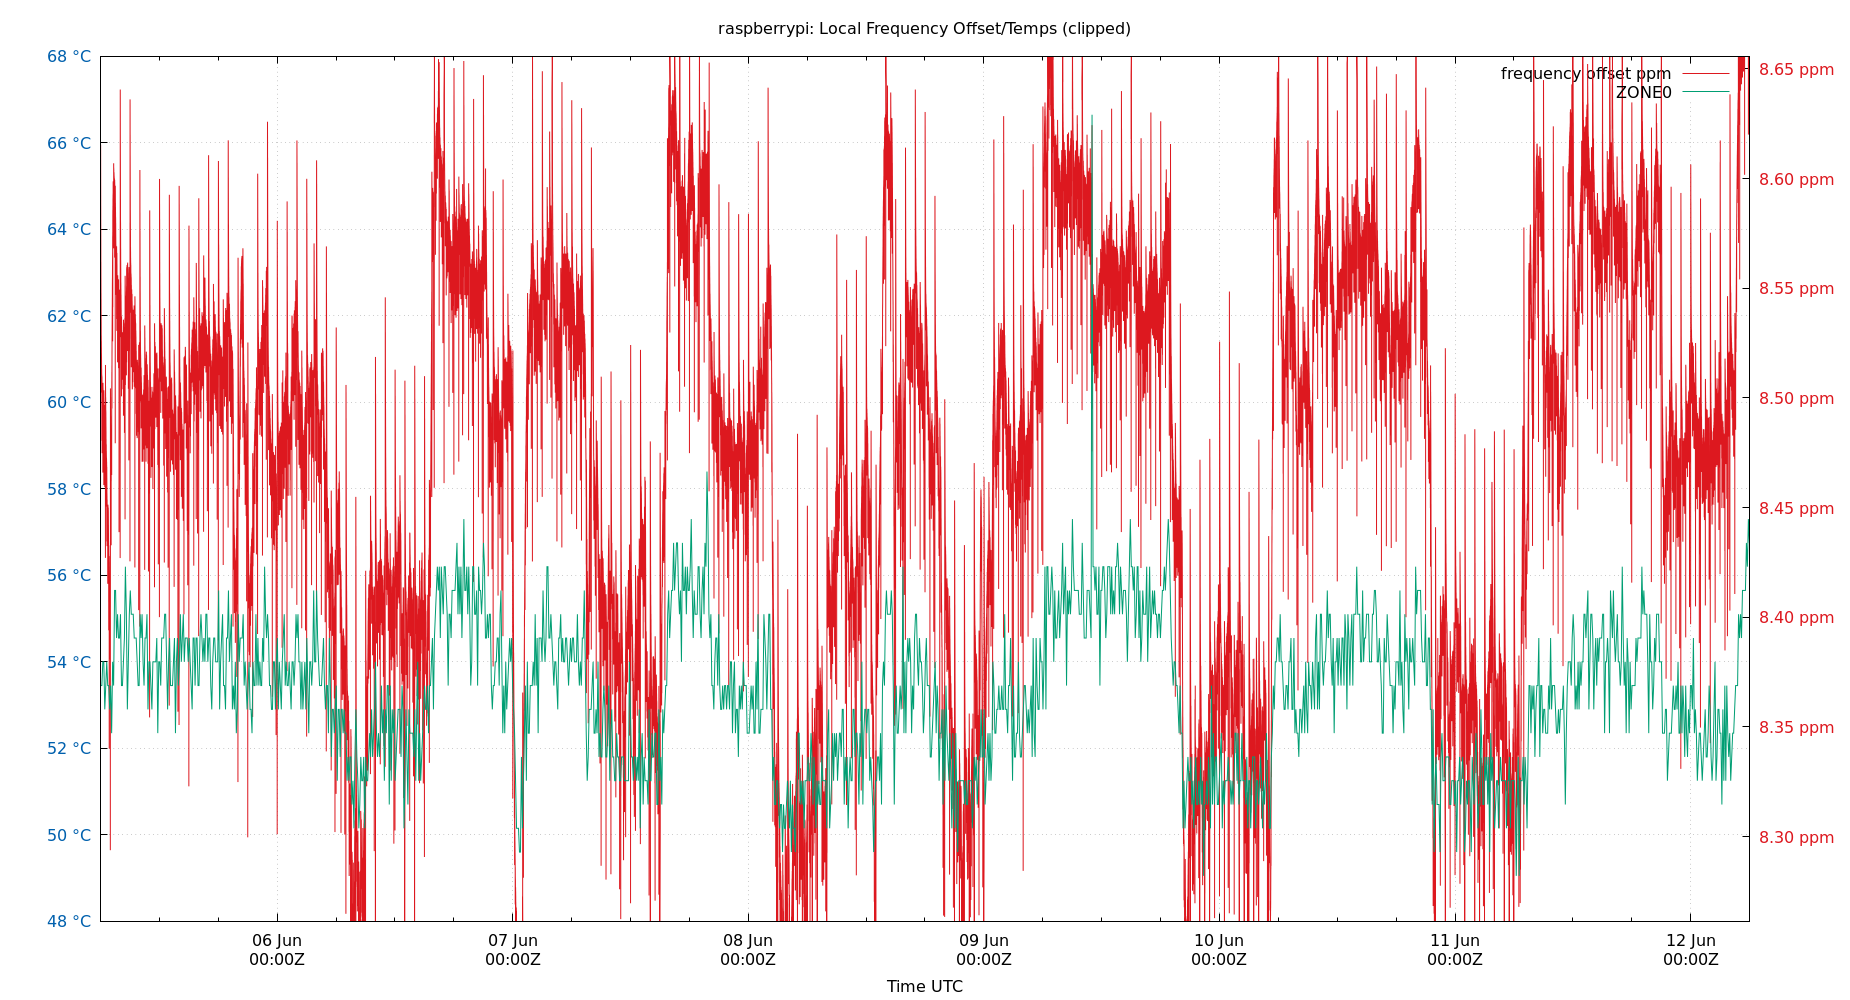 raspberrypi: Local Frequency Offset/Temps (clipped)
frequency offset ppm
ZONE0
68 °C
66 °C
64 °C
62 °C
60 °C
58 °C
56 °C
54 °C
52 °C
50 °C
48 °C
8.65 ppm
8.60 ppm
8.55 ppm
8.50 ppm
8.45 ppm
8.40 ppm
8.35 ppm
8.30 ppm
06 Jun
00:00Z
07 Jun
00:00Z
08 Jun
00:00Z
09 Jun
00:00Z
10 Jun
00:00Z
11 Jun
00:00Z
12 Jun
00:00Z
Time UTC